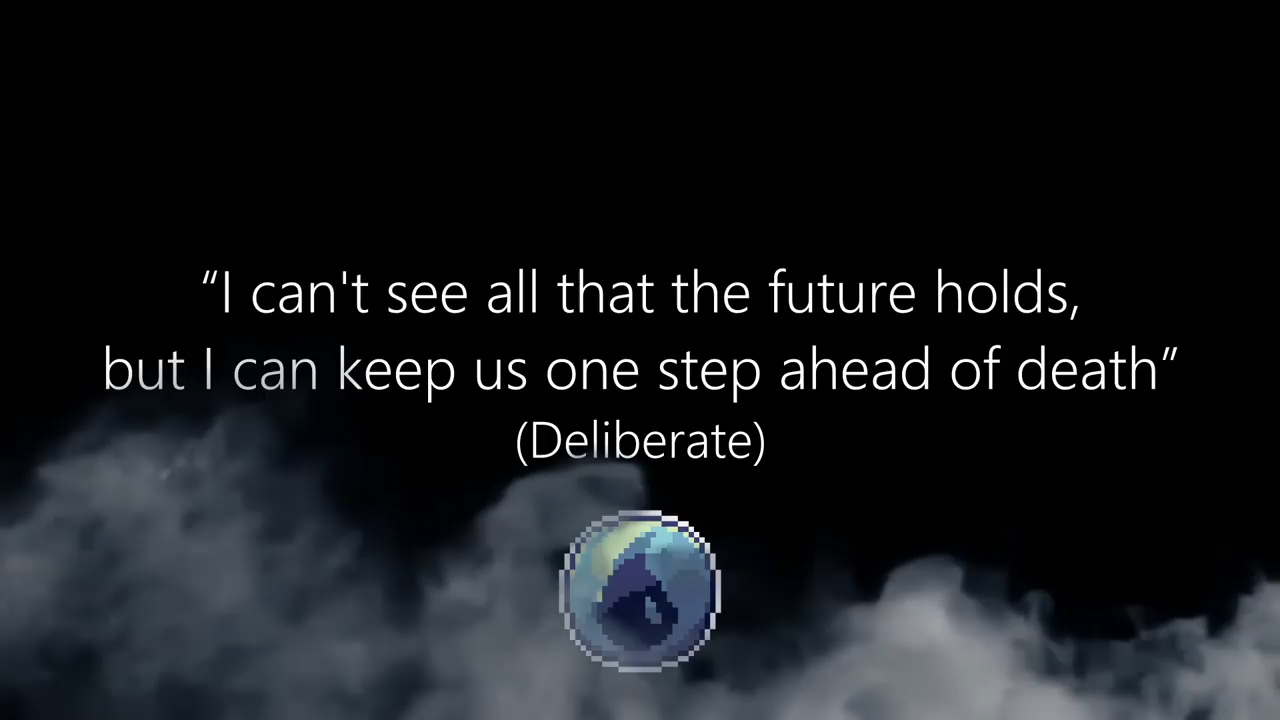 “I can't see all that the future holds,
but I can keep us one step ahead of death”
(Deliberate)